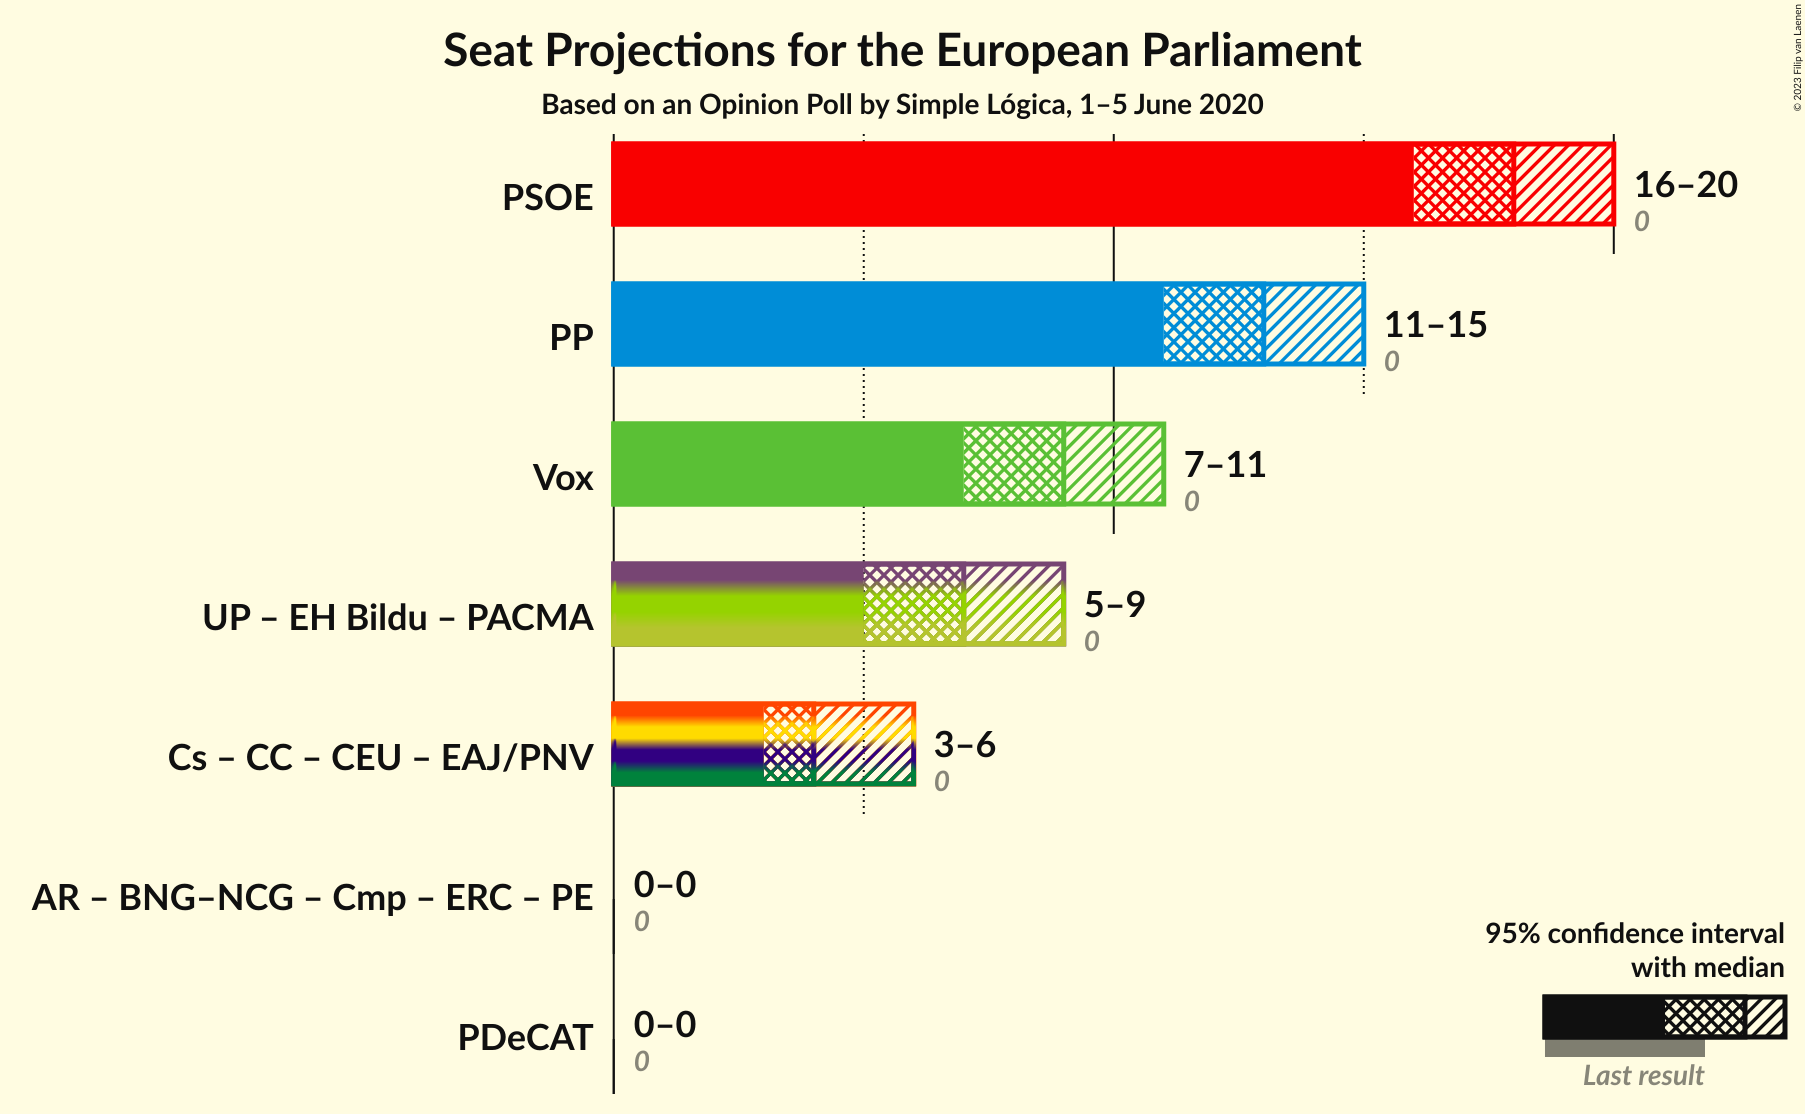 Seat Projections for the European Parliament
Based on an Opinion Poll by Simple Lógica, 1–5 June 2020
© 2023 Filip van Laenen
PSOE
16–20
0
PP
11–15
0
Vox
7–11
0
UP – EH Bildu – PACMA
5–9
0
Cs – CC – CEU – EAJ/PNV
3–6
0
AR – BNG–NCG – Cmp – ERC – PE
0–0
0
PDeCAT
0–0
0
95% confidence interval
with median
Last result